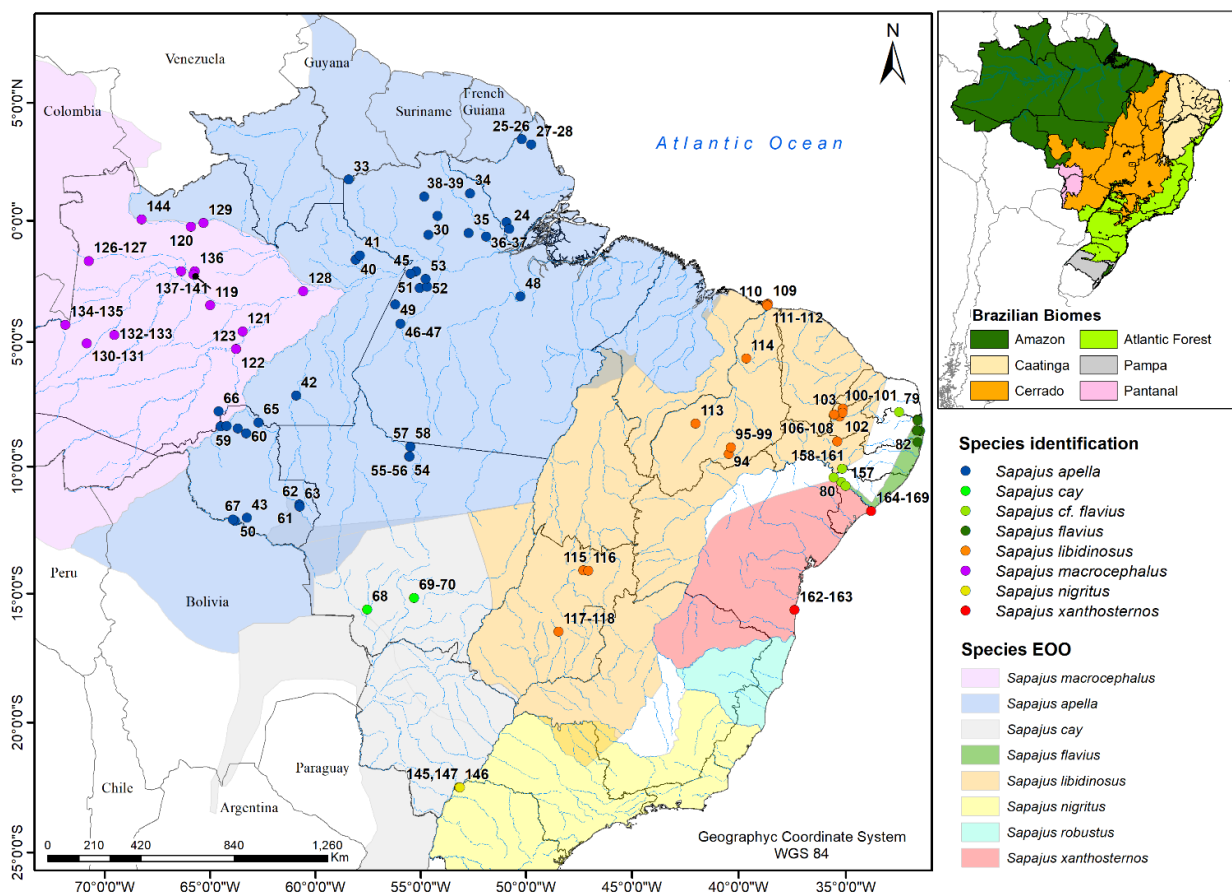 Venezuela
Guyana
Suriname
French
Guiana
Colombia
N
Atlantic Ocean
25-26
27-28
33
38-39
34
144
129
120
35
24
30
36-37
126-127
136
41
40
45
53
137-141
119
128
51
52
48
110
109
134-135
132-133
121
49
111-112
130-131
123
122
46-47
114
42
103
100-101
79
66
65
113
106-108
102
82
59
60
57
58
95-99
94
158-161
157
55-56
54
80
164-169
67
43
62
63
50
61
Peru
Bolivia
115
116
68
69-70
162-163
117-118
Paraguay
145,147
146
Chile
Argentina
Geographyc Coordinate System
WGS 84
0
210
420
840
1,260
Km
5°0'0"N
0°0'0"
5°0'0"S
10°0'0"S
15°0'0"S
20°0'0"S
25°0'0"S
70°0'0"W
65°0'0"W
60°0'0"W
55°0'0"W
50°0'0"W
45°0'0"W
40°0'0"W
35°0'0"W
Brazilian Biomes
Amazon
Atlantic Forest
Caatinga
Pampa
Cerrado
Pantanal
Species identification
Sapajus apella
Sapajus cay
Sapajus cf. flavius
Sapajus flavius
Sapajus libidinosus
Sapajus macrocephalus
Sapajus nigritus
Sapajus xanthosternos
Species EOO
Sapajus macrocephalus
Sapajus apella
Sapajus cay
Sapajus flavius
Sapajus libidinosus
Sapajus nigritus
Sapajus robustus
Sapajus xanthosternos